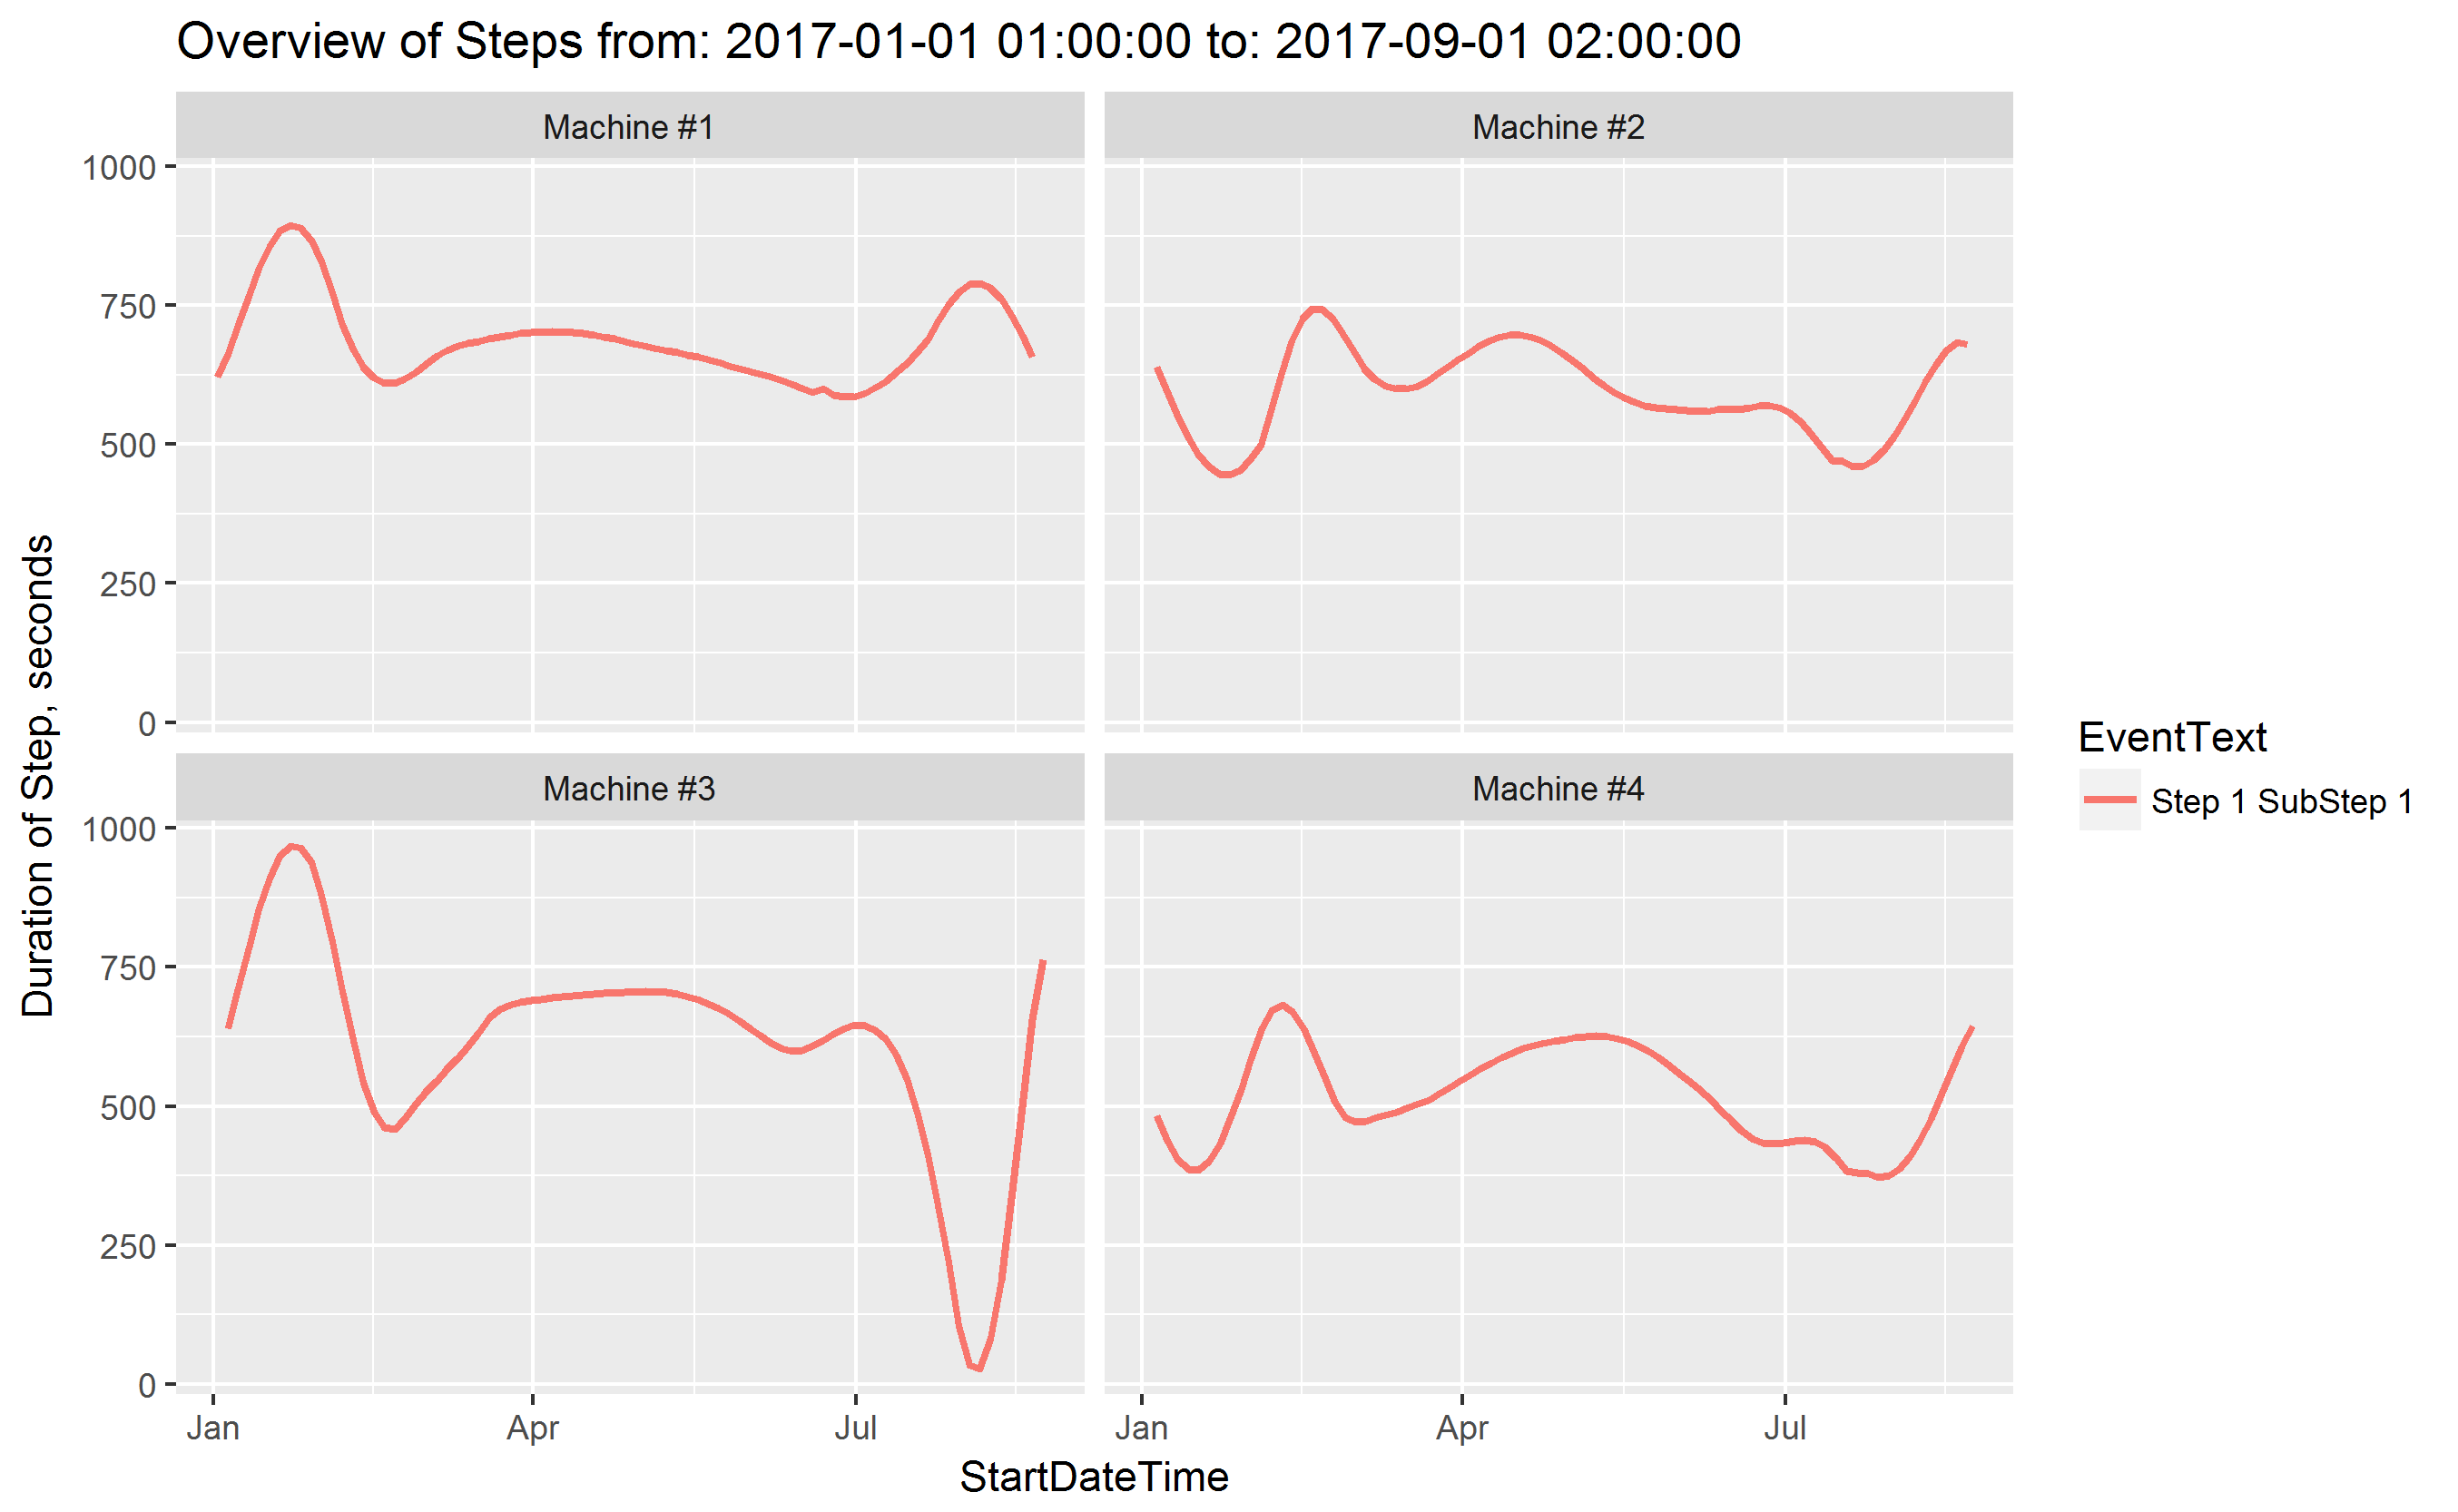 Overview of Steps from: 2017-01-01 01:00:00 to: 2017-09-01 02:00:00
Machine #1
Machine #2
1000
750
500
250
0
Machine #3
Machine #4
1000
750
500
250
0
Jan
Apr
Jul
Jan
Apr
Jul
StartDateTime
Duration of Step, seconds
EventText
Step 1 SubStep 1